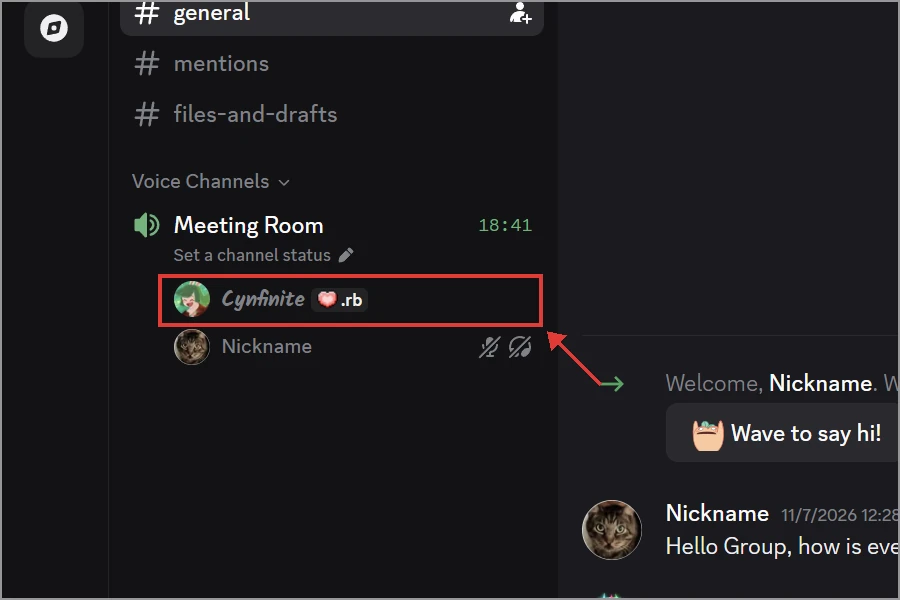 # general
# mentions
# files-and-drafts
Voice Channels
Meeting Room 18:41
Set a channel status
Cynfinite .rb
Nickname
Welcome, Nickname. W
Wave to say hi!
Nickname 11/7/2026 12:28
Hello Group, how is eve